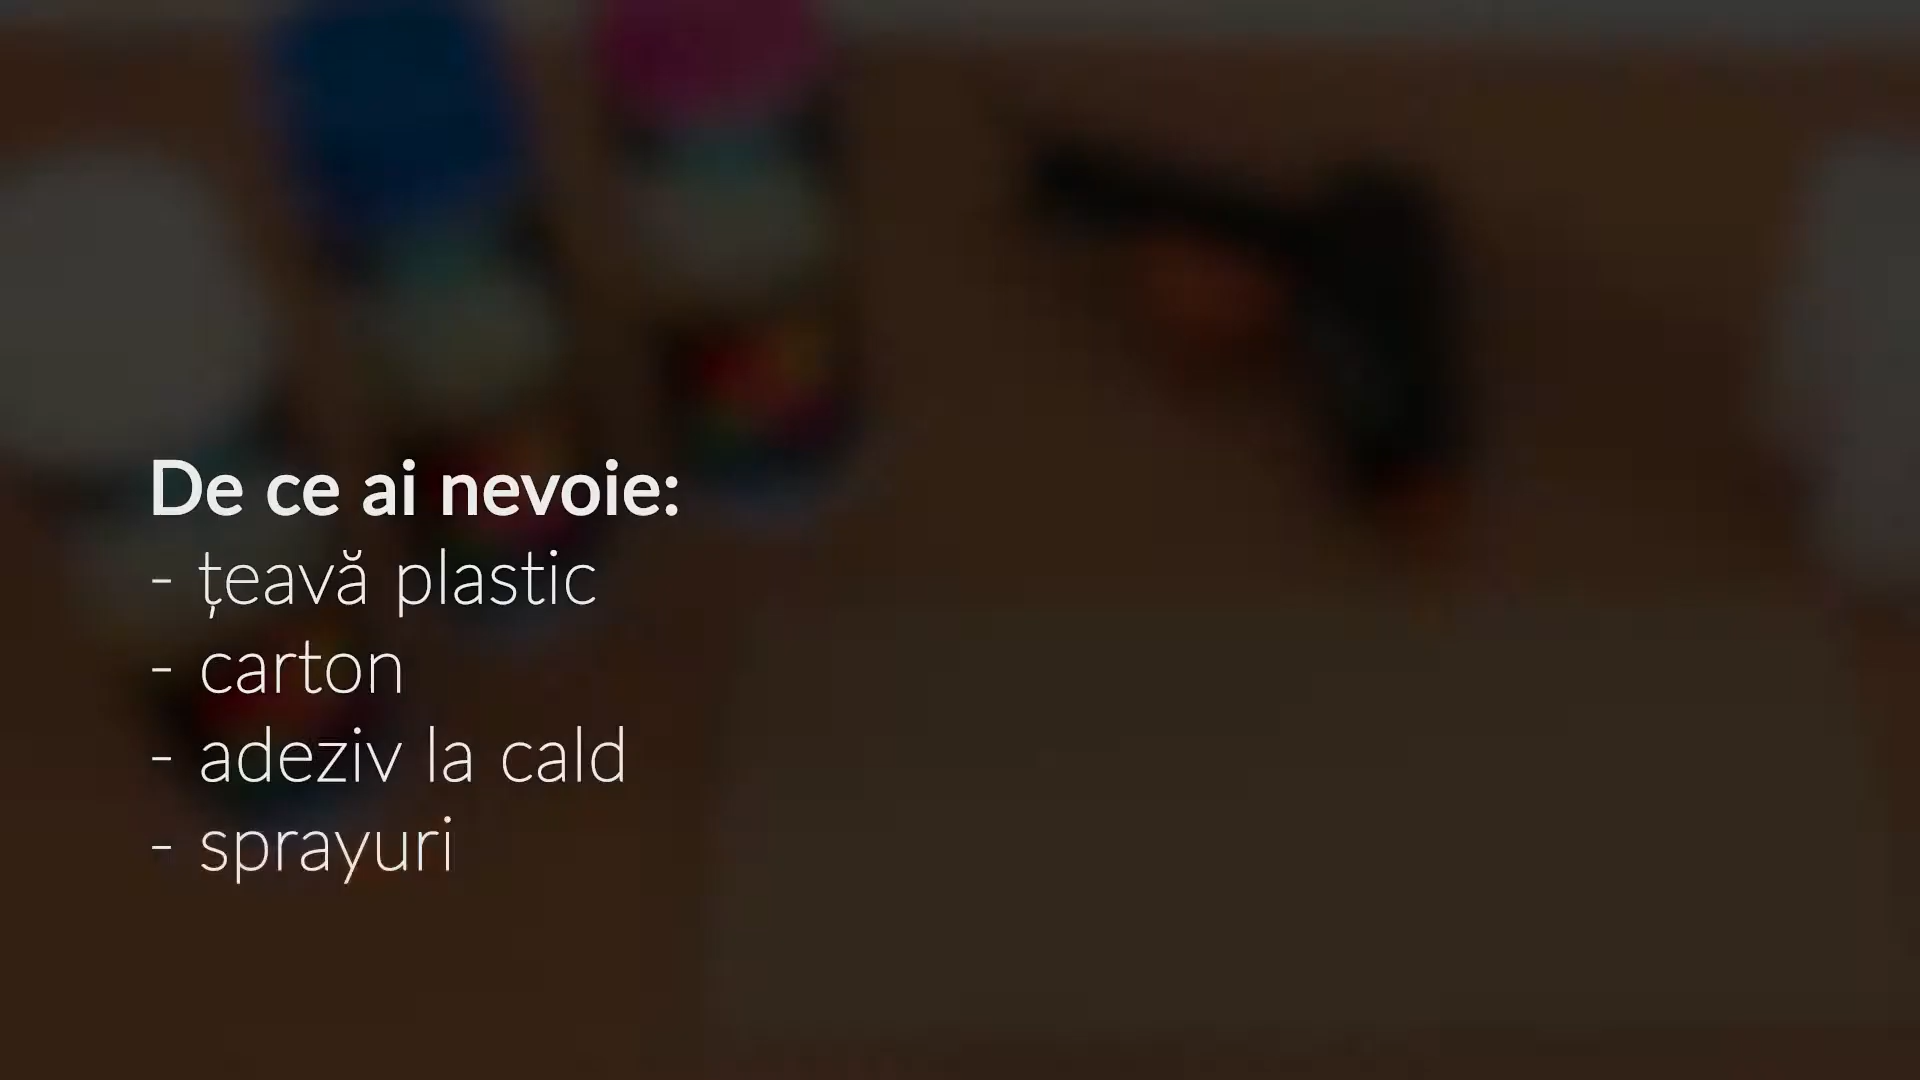 De ce ai nevoie:
- țeavă plastic
- carton
- adeziv la cald
- sprayuri